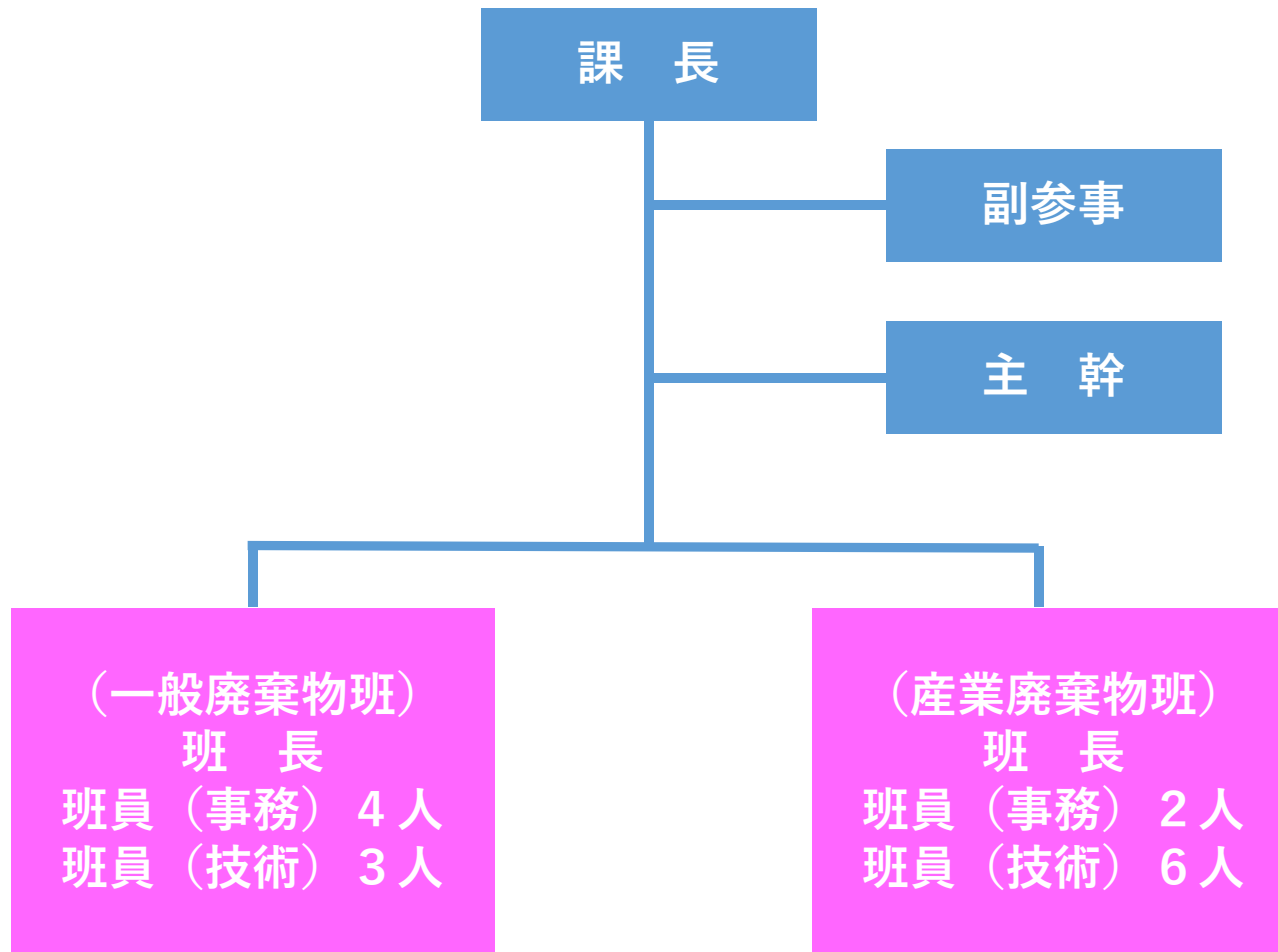 課　長
副参事
主　幹
（一般廃棄物班）
班　長
班員（事務）４人
班員（技術）３人
（産業廃棄物班）
班　長
班員（事務）２人
班員（技術）６人